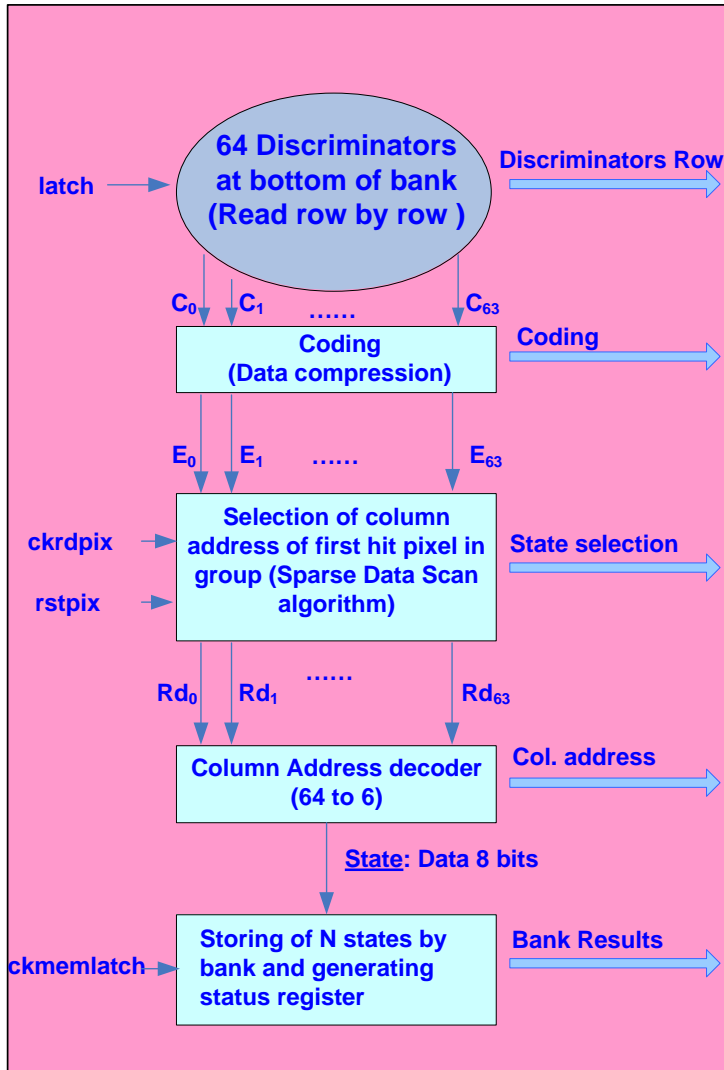 64 Discriminators
at bottom of bank
(Read row by row )
latch
Discriminators Row
C0
C1
......
C63
Coding
(Data compression)
Coding
E0
E1
......
E63
Selection of column
address of first hit pixel in
group (Sparse Data Scan
algorithm)
ckrdpix
rstpix
State selection
Rd0
Rd1
......
Rd63
Column Address decoder
(64 to 6)
Col. address
State: Data 8 bits
Storing of N states by
bank and generating
status register
ckmemlatch
Bank Results